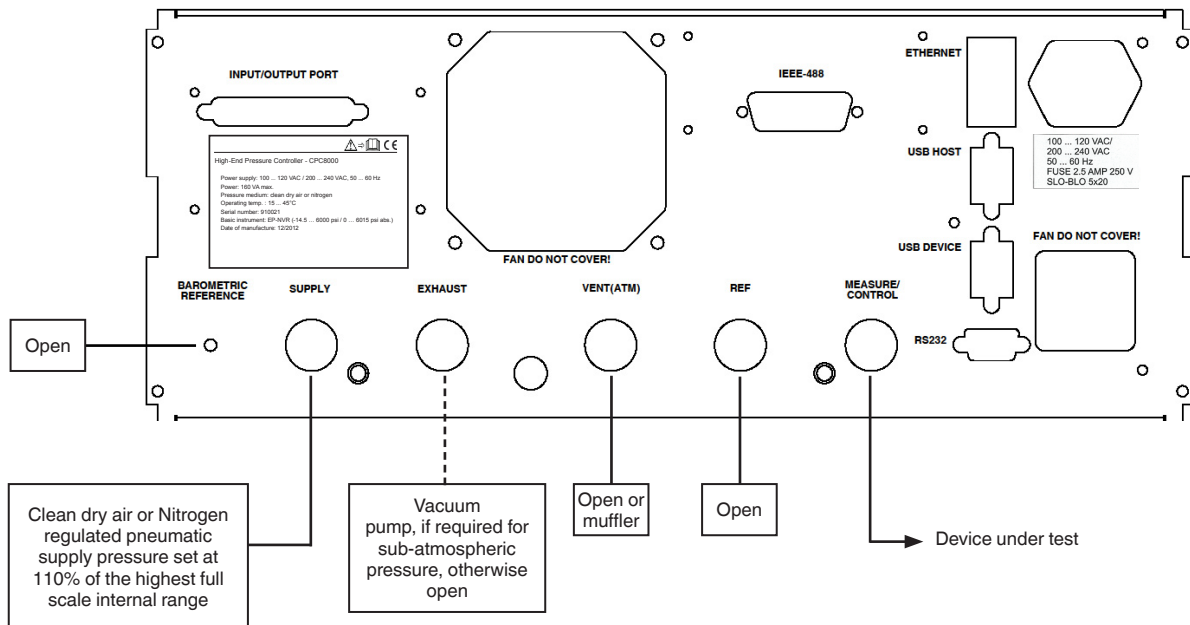 INPUT/OUTPUT PORT
IEEE-488
ETHERNET
CE
High-End Pressure Controller - CPC8000
Power supply: 100 ... 120 VAC / 200 ... 240 VAC, 50 ... 60 Hz
Power: 160 VA max.
Pressure medium: clean dry air or nitrogen
Operating temp. : 15 ... 45°C
Serial number: 910021
Basic instrument: EP-NVR (-14.5 ... 6000 psi / 0 ... 6015 psi abs.)
Date of manufacture: 12/2012
USB HOST
100 ... 120 VAC/
200 ... 240 VAC
50 ... 60 Hz
FUSE 2.5 AMP 250 V
SLO-BLO 5x20
FAN DO NOT COVER!
USB DEVICE
FAN DO NOT COVER!
BAROMETRIC
REFERENCE
SUPPLY
EXHAUST
VENT(ATM)
REF
MEASURE/
CONTROL
RS232
Open
Clean dry air or Nitrogen
regulated pneumatic
supply pressure set at
110% of the highest full
scale internal range
Vacuum
pump, if required for
sub-atmospheric
pressure, otherwise
open
Open or
muffler
Open
Device under test